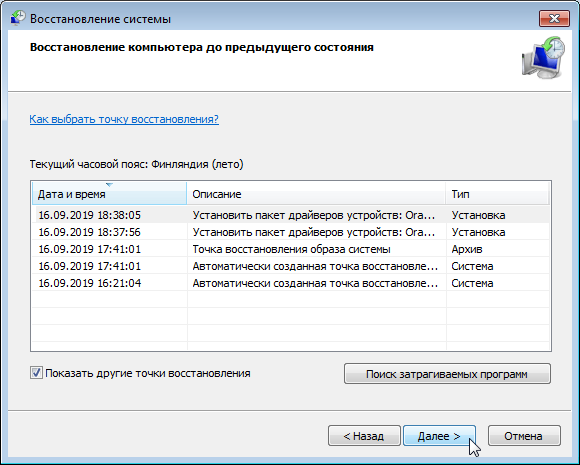 Восстановление системы
Восстановление компьютера до предыдущего состояния
Как выбрать точку восстановления?
Текущий часовой пояс: Финляндия (лето)
Дата и время Описание Тип
16.09.2019 18:38:05 Установить пакет драйверов устройств: Ora... Установка
16.09.2019 18:37:56 Установить пакет драйверов устройств: Ora... Установка
16.09.2019 17:41:01 Точка восстановления образа системы Архив
16.09.2019 17:41:01 Автоматически созданная точка восстановле... Система
16.09.2019 16:21:04 Автоматически созданная точка восстановле... Система
Показать другие точки восстановления Поиск затрагиваемых программ
< Назад Далее > Отмена